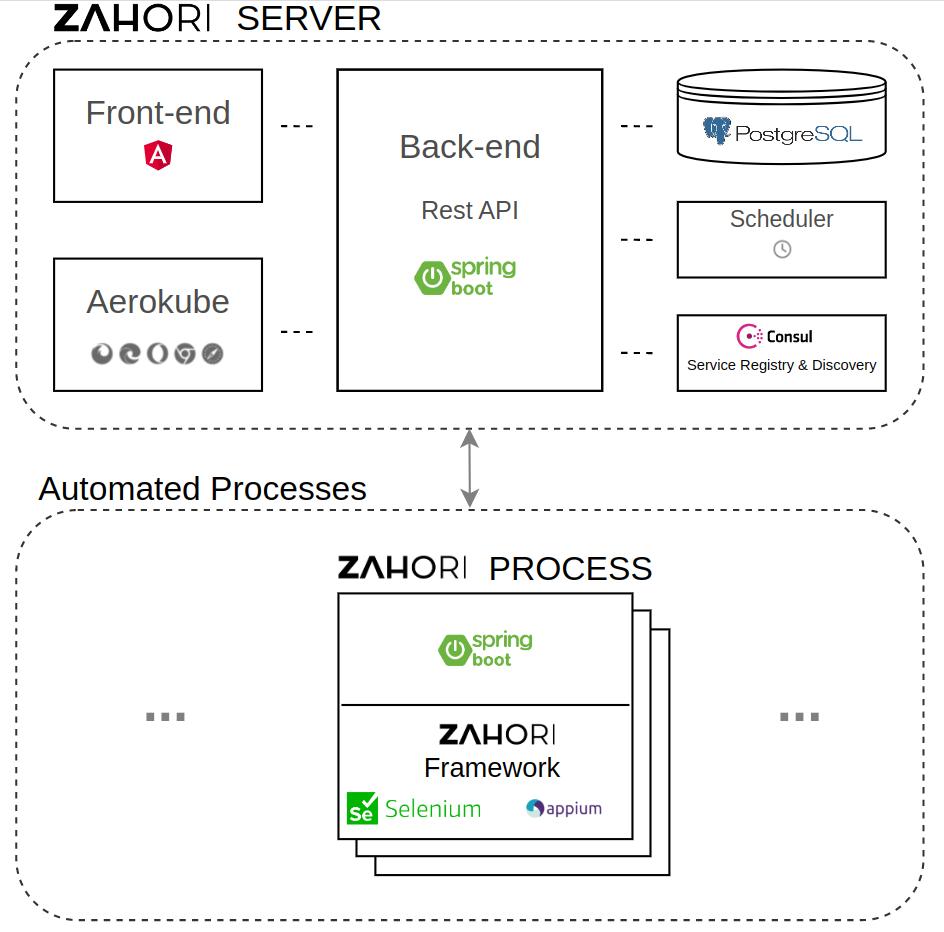 ZAHORI SERVER
Front-end
Back-end
Rest API
spring
boot
PostgreSQL
Scheduler
Aerokube
Consul
Service Registry & Discovery
Automated Processes
ZAHORI PROCESS
spring
boot
ZAHORI
Framework
Se Selenium
appium